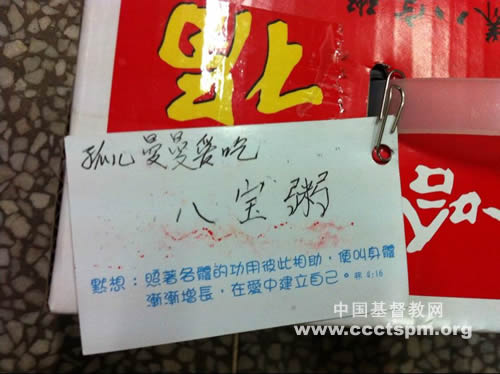 孤儿曼曼爱吃
八宝粥
默想：照著各體的功用彼此相助，便叫身體
漸漸增長，在愛中建立自己。弗 4:16
中国基督教网
www.ccctspm.org